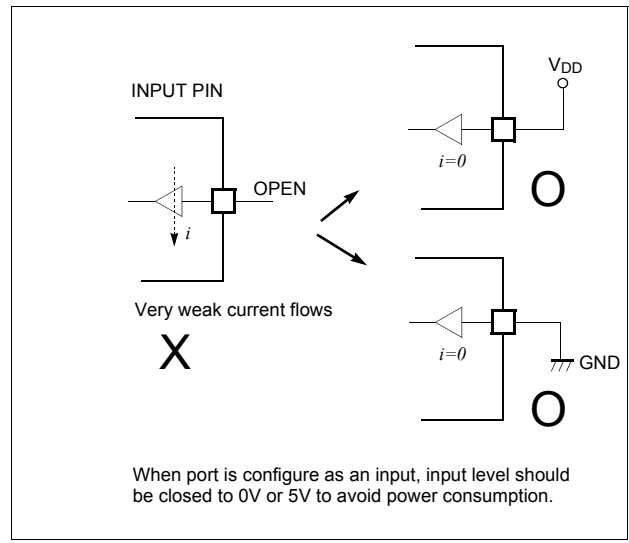 INPUT PIN
OPEN
i
Very weak current flows
X
VDD
i=0
O
i=0
GND
O
When port is configure as an input, input level should
be closed to 0V or 5V to avoid power consumption.